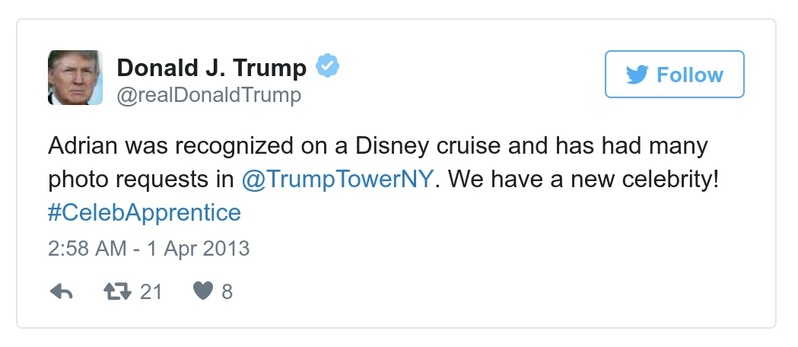 Donald J. Trump
@realDonaldTrump
Follow
Adrian was recognized on a Disney cruise and has had many
photo requests in @TrumpTowerNY. We have a new celebrity!
#CelebApprentice
2:58 AM - 1 Apr 2013
21 8